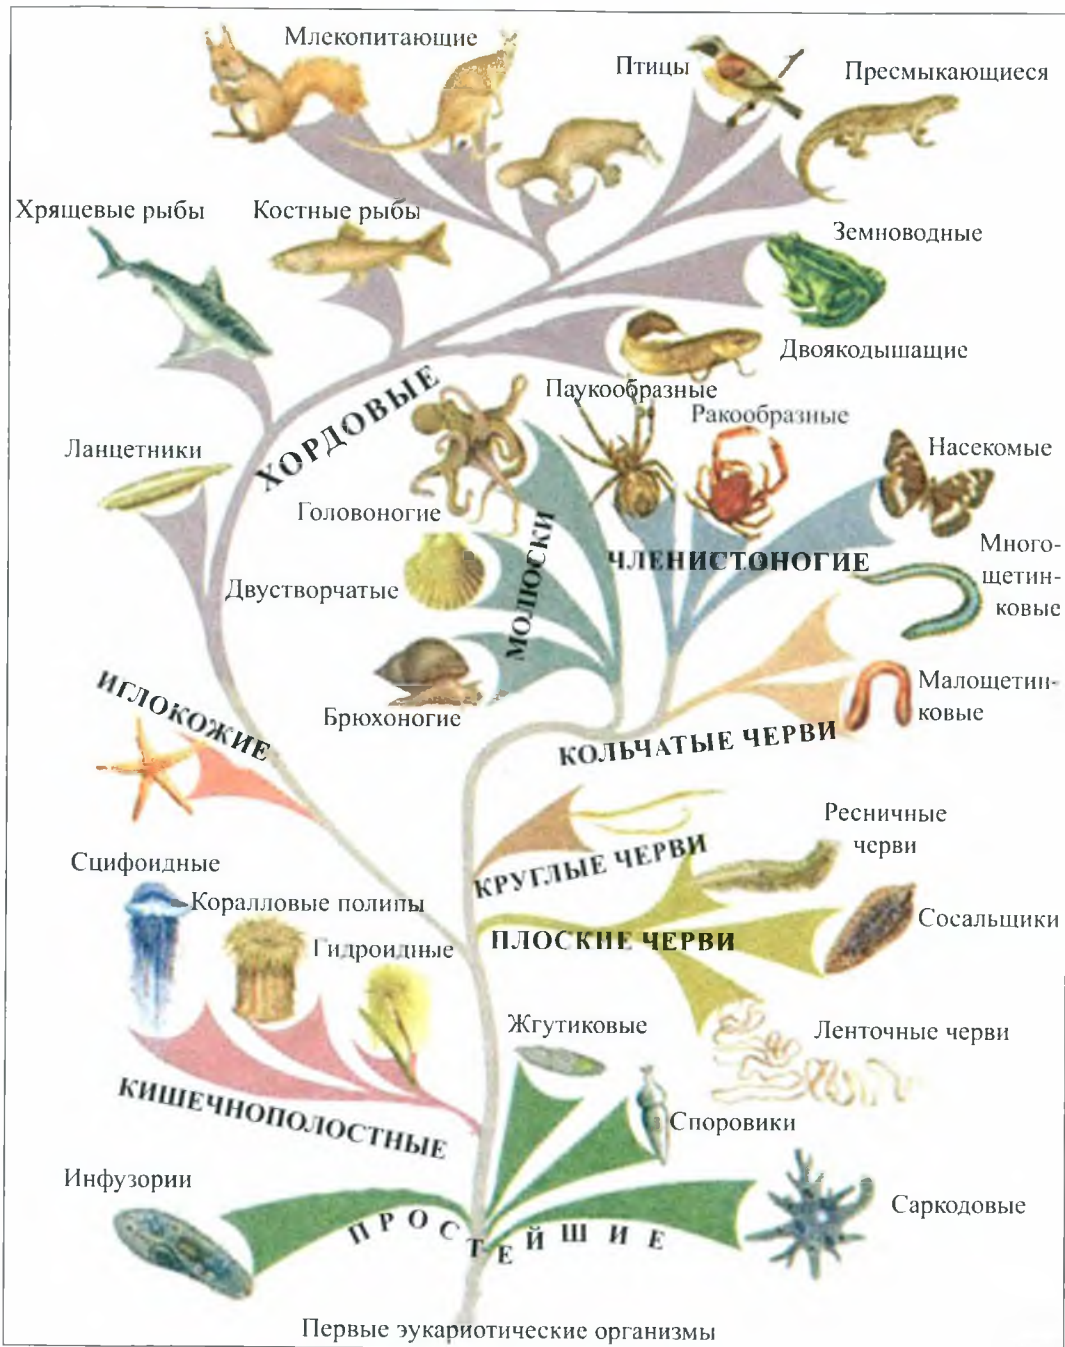 Млекопитающие
Птицы
Пресмыкающиеся
Хрящевые рыбы
Костные рыбы
Земноводные
Двоякодышащие
ХОРДОВЫЕ
Паукообразные
Ракообразные
Ланцетники
Насекомые
Головоногие
МОЛЮСКИ
ЧЛЕНИСТОНОГИЕ
Много-
щетин-
ковые
Двустворчатые
ИГЛОКОЖИЕ
Брюхоногие
Малощетин-
ковые
КОЛЬЧАТЫЕ ЧЕРВИ
Ресничные
черви
КРУГЛЫЕ ЧЕРВИ
Сцифоидные
Коралловые полипы
Гидроидные
Сосальщики
ПЛОСКИЕ ЧЕРВИ
Жгутиковые
Ленточные черви
КИШЕЧНОПОЛОСТНЫЕ
Споровики
Инфузории
Саркодовые
ПРОСТЕЙШИЕ
Первые эукариотические организмы